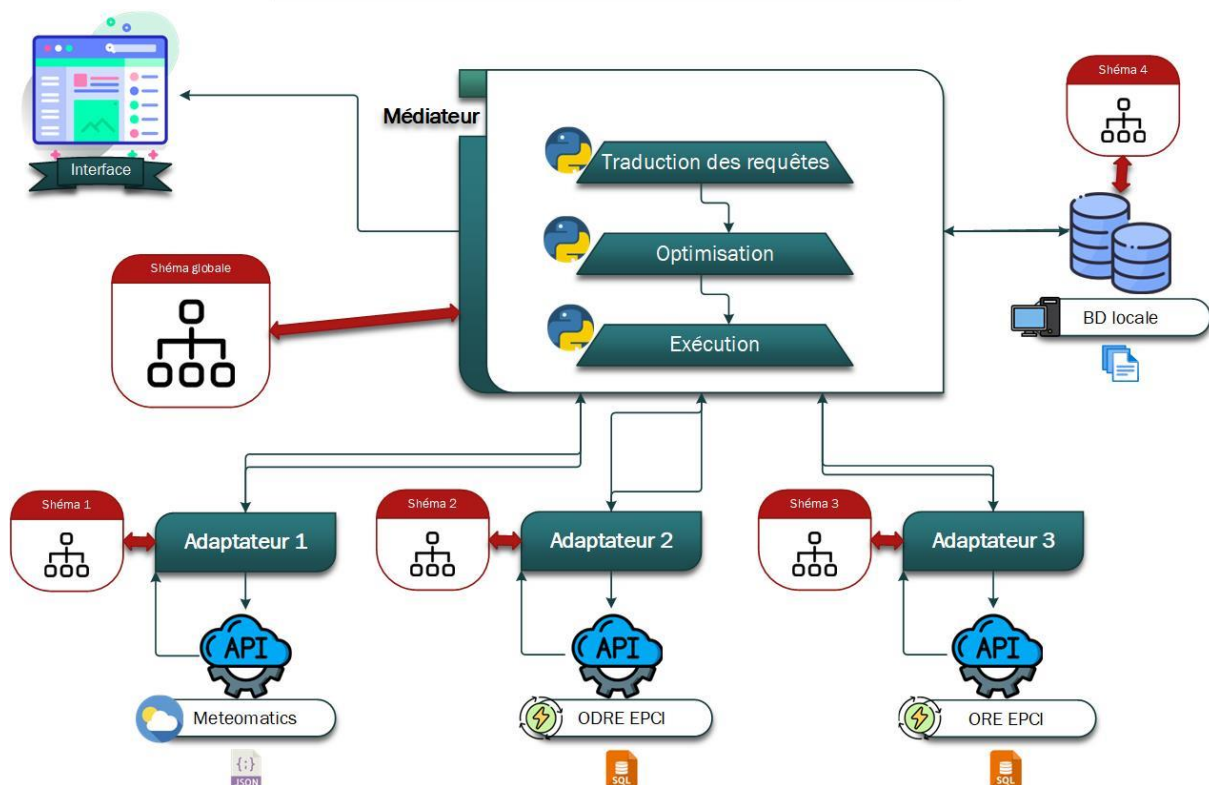 Shéma 4
Médiateur
Traduction des requêtes
Interface
Optimisation
Shéma globale
Exécution
BD locale
Shéma 1
Shéma 2
Shéma 3
Adaptateur 1
Adaptateur 2
Adaptateur 3
API
API
API
Meteomatics
ODRE EPCI
ORE EPCI
{:}
JSON
SQL
SQL